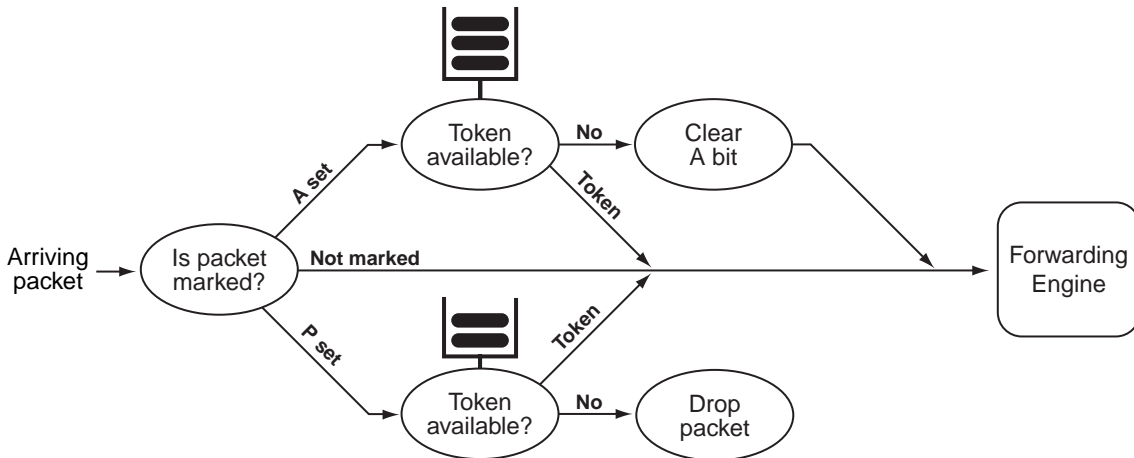 Token
available?
No
Clear
A bit
A set
Token
Arriving
packet
Is packet
marked?
Not marked
Forwarding
Engine
P set
Token
Token
available?
No
Drop
packet